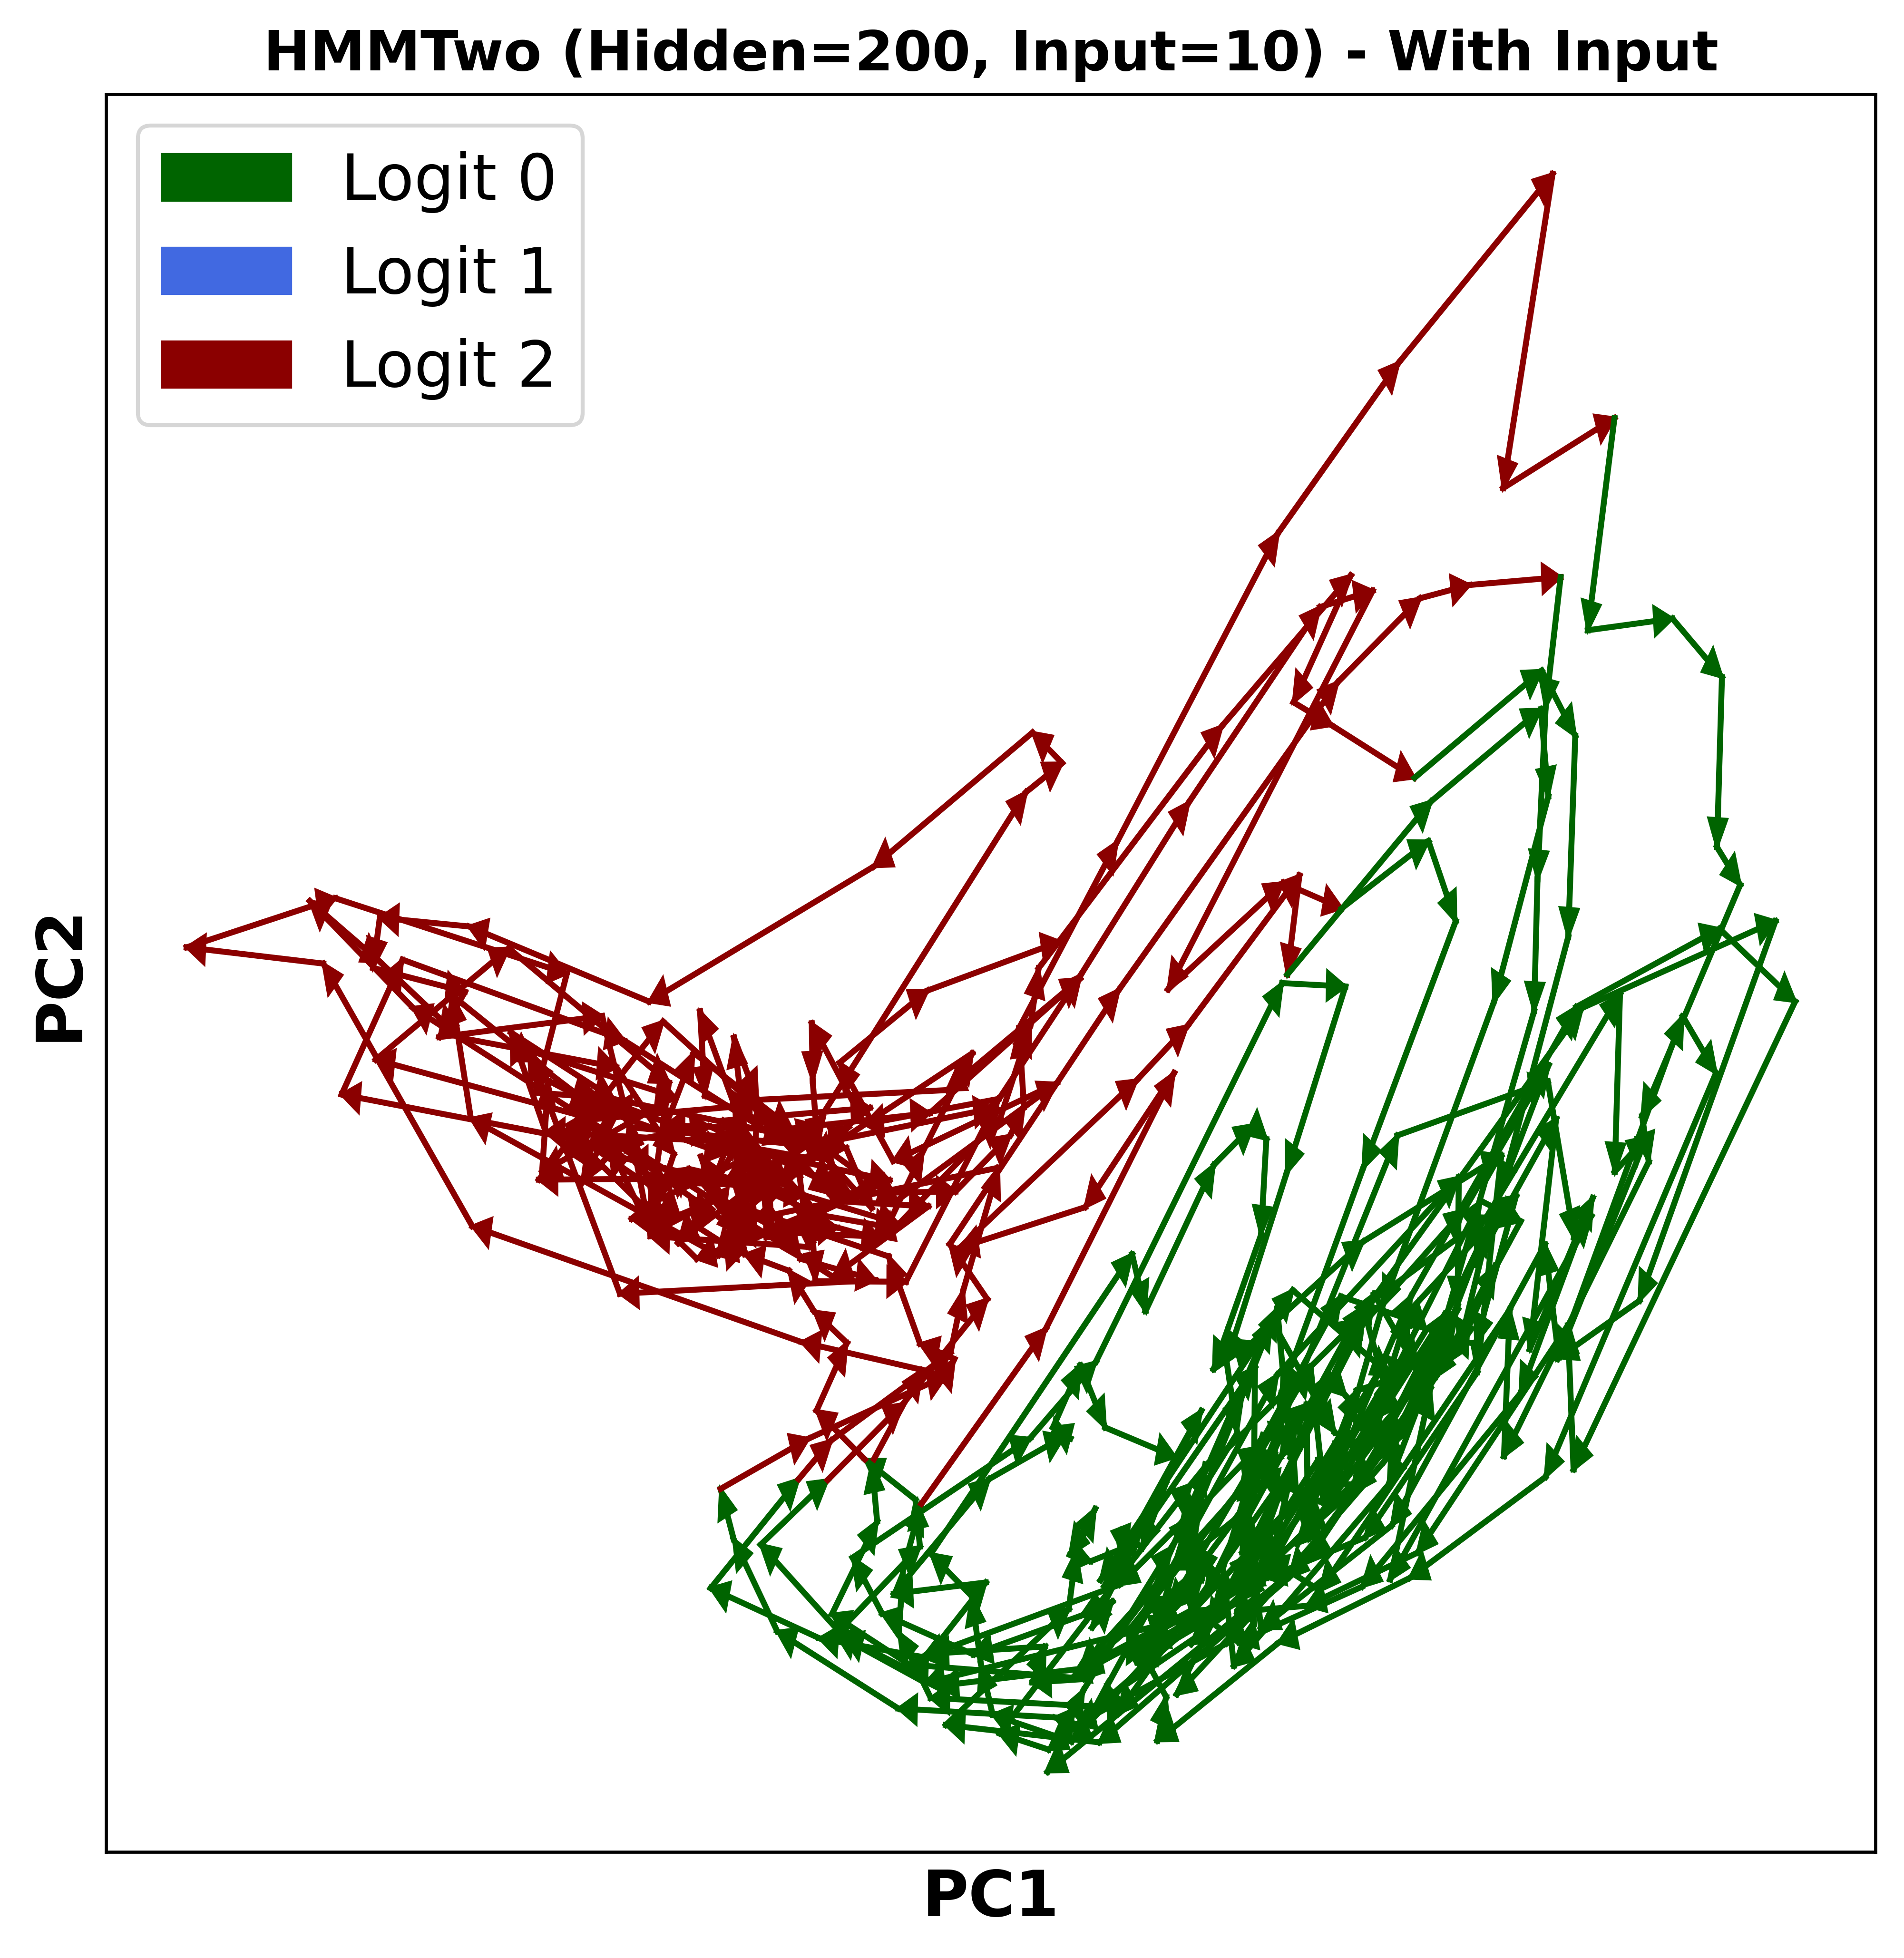 HMMTwo (Hidden=200, Input=10) - With Input
Logit 0
Logit 1
Logit 2
PC2
PC1